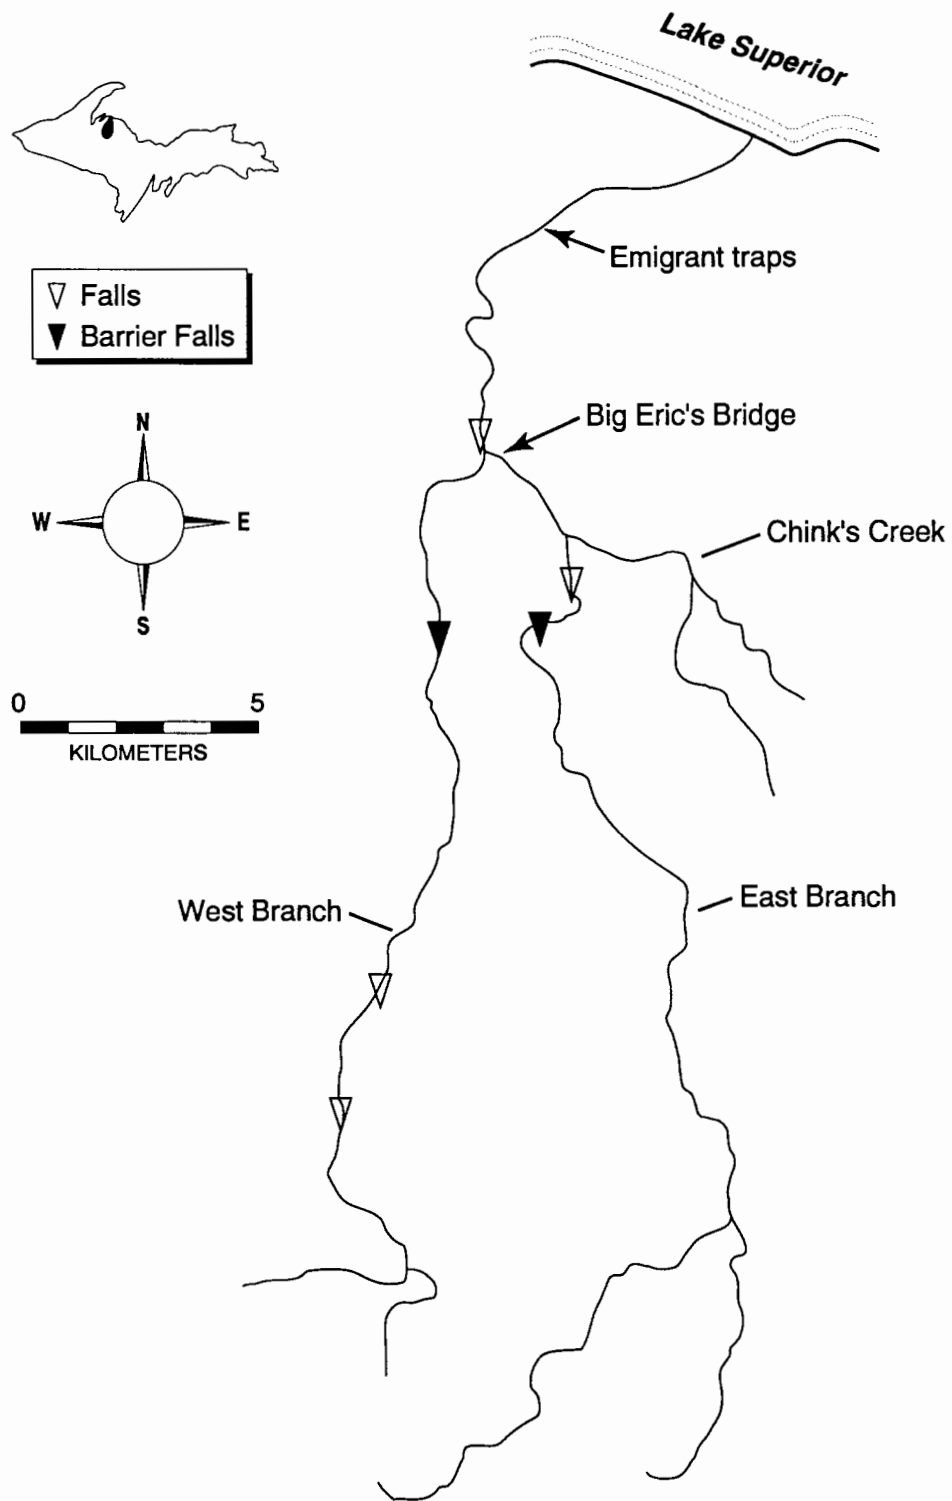 Lake Superior
Emigrant traps
Falls
Barrier Falls
Big Eric's Bridge
N
W
E
S
Chink's Creek
0
5
KILOMETERS
West Branch
East Branch